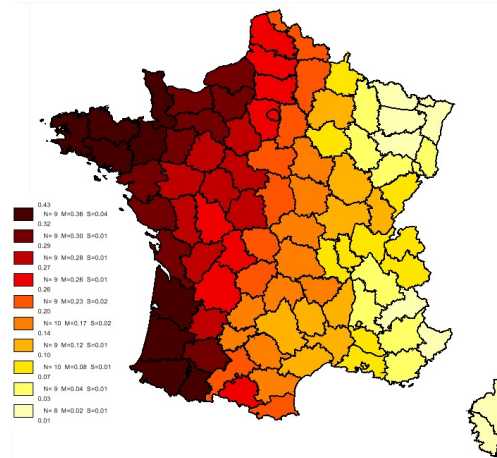 0.43
N= 9 M=0.36 S=0.04
0.32
N= 9 M=0.30 S=0.01
0.29
N= 9 M=0.28 S=0.01
0.27
N= 9 M=0.26 S=0.01
0.26
N= 9 M=0.23 S=0.02
0.20
N= 10 M=0.17 S=0.02
0.14
N= 9 M=0.12 S=0.01
0.10
N= 10 M=0.08 S=0.01
0.07
N= 9 M=0.04 S=0.01
0.03
N= 8 M=0.02 S=0.01
0.01